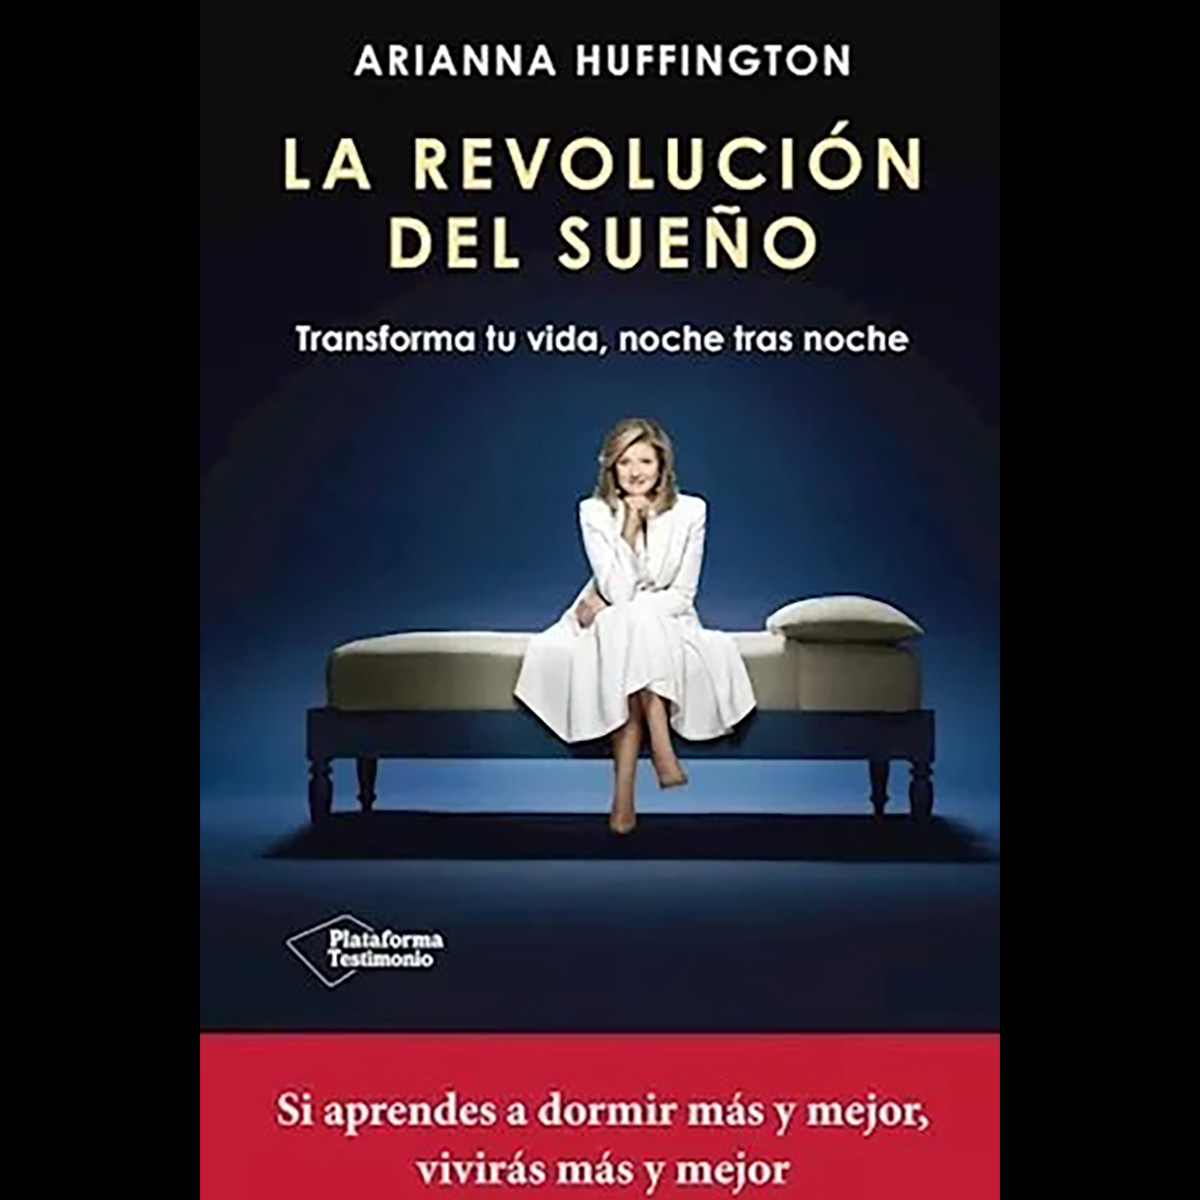 ARIANNA HUFFINGTON
LA REVOLUCIÓN
DEL SUEÑO
Transforma tu vida, noche tras noche
Plataforma
Testimonio
Si aprendes a dormir más y mejor,
vivirás más y mejor